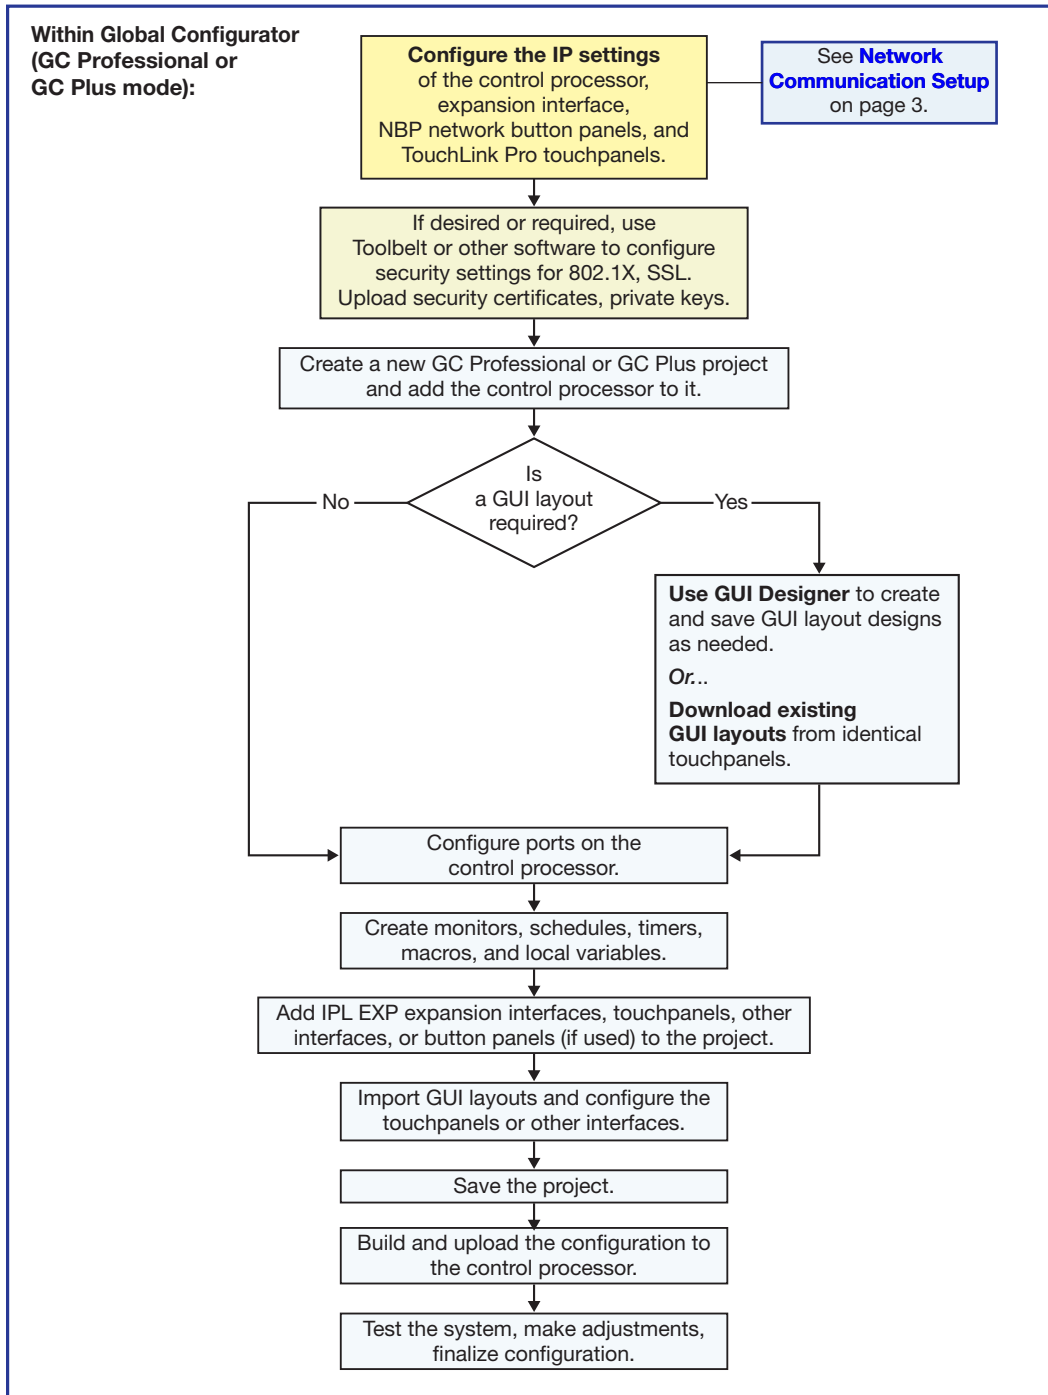 Within Global Configurator
(GC Professional or
GC Plus mode):
Configure the IP settings
of the control processor,
expansion interface,
NBP network button panels, and
TouchLink Pro touchpanels.
See Network
Communication Setup
on page 3.
If desired or required, use
Toolbelt or other software to configure
security settings for 802.1X, SSL.
Upload security certificates, private keys.
Create a new GC Professional or GC Plus project
and add the control processor to it.
Is
a GUI layout
required?
No
Yes
Use GUI Designer to create
and save GUI layout designs
as needed.
Or...
Download existing
GUI layouts from identical
touchpanels.
Configure ports on the
control processor.
Create monitors, schedules, timers,
macros, and local variables.
Add IPL EXP expansion interfaces, touchpanels, other
interfaces, or button panels (if used) to the project.
Import GUI layouts and configure the
touchpanels or other interfaces.
Save the project.
Build and upload the configuration to
the control processor.
Test the system, make adjustments,
finalize configuration.